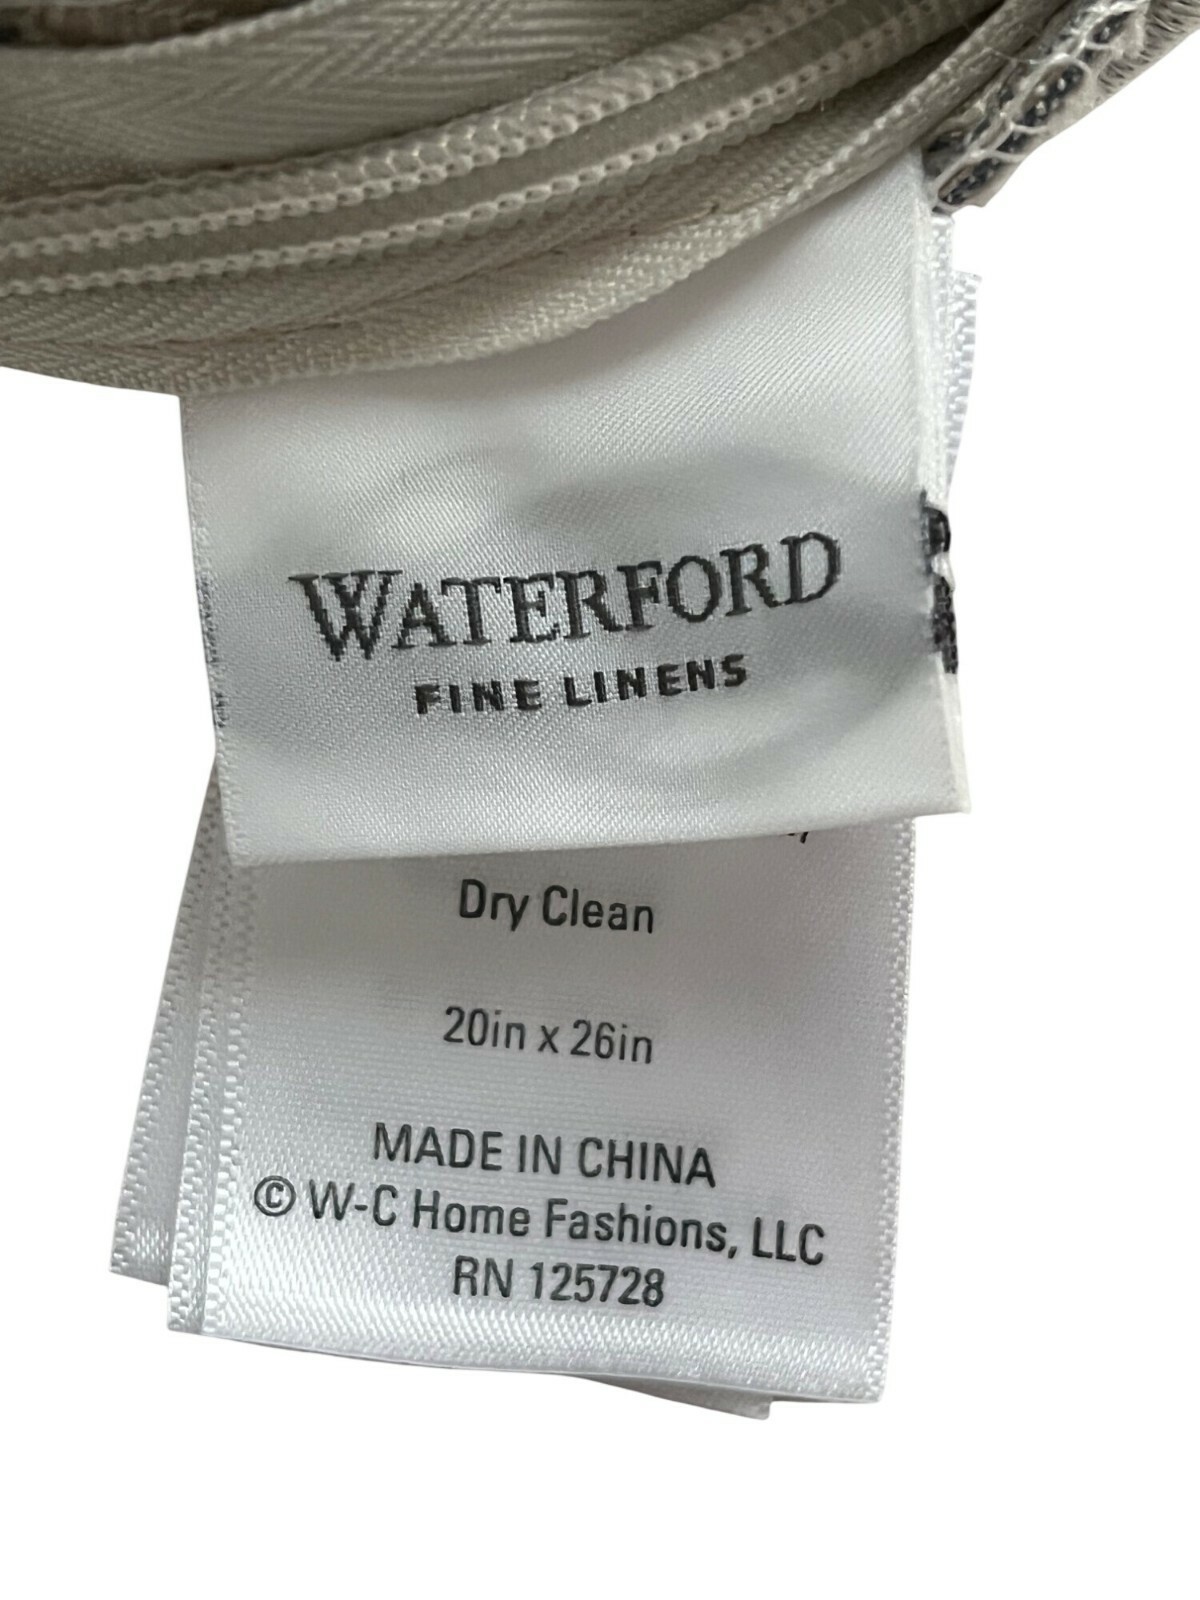 WATERFORD
FINE LINENS
Dry Clean
20in x 26in
MADE IN CHINA
© W-C Home Fashions, LLC
RN 125728